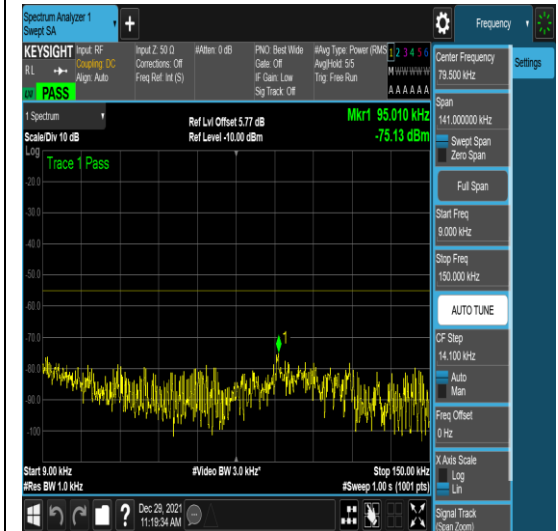 Spectrum Analyzer 1
Swept SA
+
Frequency
KEYSIGHT
RL
LV PASS
Input: RF
Coupling: DC
Align: Auto
Input Z: 50 Ω
Corrections: Off
Freq Ref: Int (S)
#Atten: 0 dB
PNO: Best Wide
Gate: Off
IF Gain: Low
Sig Track: Off
#Avg Type: Power (RMS
Avg|Hold: 5/5
Trig: Free Run
1 2 3 4 5 6
M W W W W W
A A A A A A
Center Frequency
79.500 kHz
Settings
Span
141.000000 kHz
Swept Span
Zero Span
Full Span
Start Freq
9.000 kHz
Stop Freq
150.000 kHz
AUTO TUNE
CF Step
14.100 kHz
Auto
Man
Freq Offset
0 Hz
X Axis Scale
Log
Lin
Signal Track
(Span Zoom)
1 Spectrum
Scale/Div 10 dB
Ref Lvl Offset 5.77 dB
Ref Level -10.00 dBm
Mkr1 95.010 kHz
-75.13 dBm
Log
Trace 1 Pass
-20.0
-30.0
-40.0
-50.0
-60.0
-70.0
-80.0
-90.0
-100
1
Start 9.00 kHz
#Res BW 1.0 kHz
#Video BW 3.0 kHz*
Stop 150.00 kHz
#Sweep 1.00 s (1001 pts)
?
Dec 29, 2021
11:19:34 AM